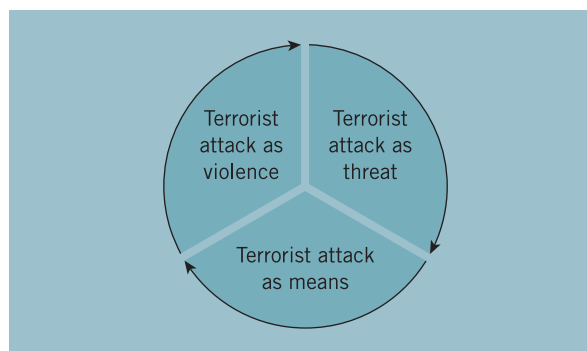 Terrorist
attack as
violence
Terrorist
attack as
threat
Terrorist attack
as means